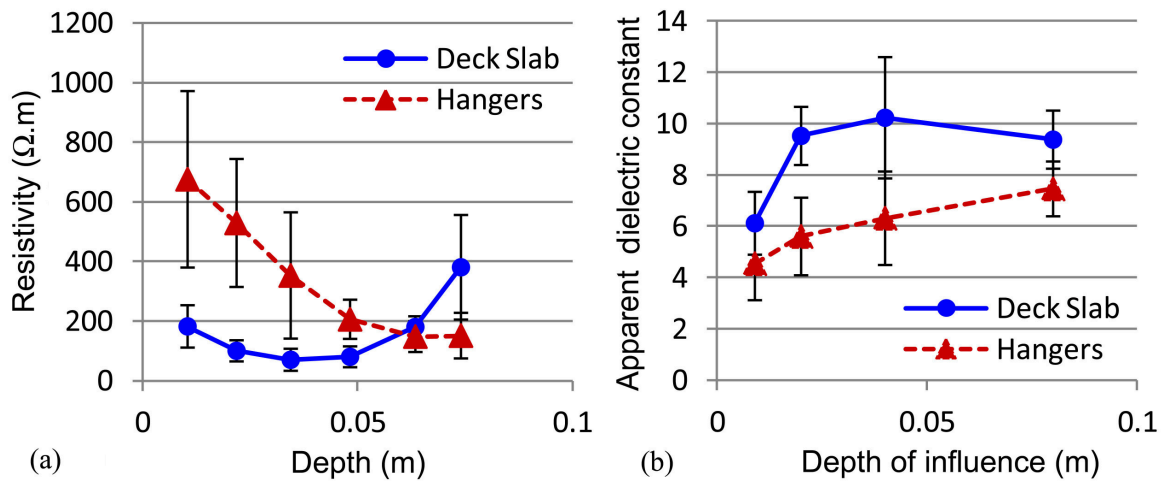 1200
1000
800
600
400
200
0
0
0.05
0.1
Resistivity (Ω.m)
Depth (m)
Deck Slab
Hangers
(a)
14
12
10
8
6
4
2
0
0
0.05
0.1
Apparent dielectric constant
Depth of influence (m)
Deck Slab
Hangers
(b)